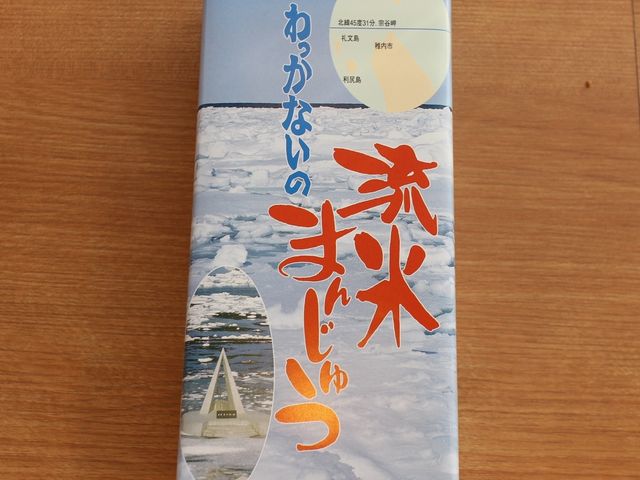 わっかないの
流氷
まんじゅう
北緯45度31分.宗谷岬
礼文島
稚内市
利尻島